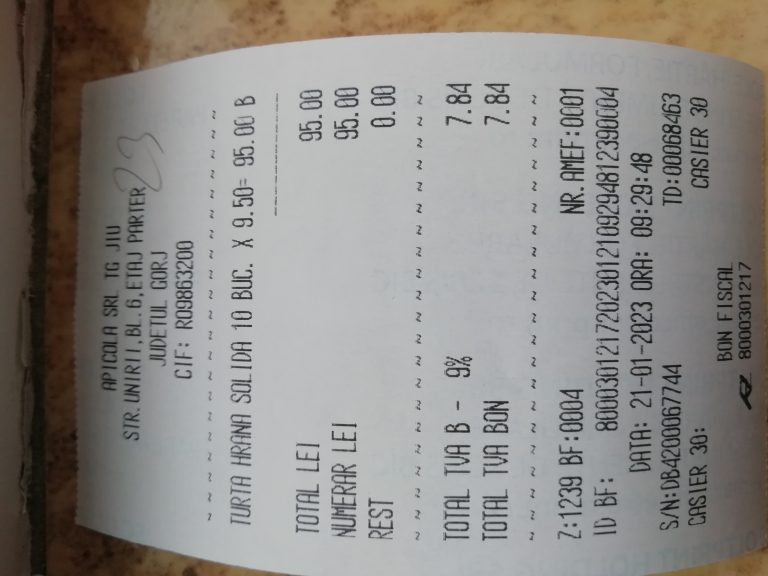 APICOLA SRL TG JIU
STR.UNIRII,BL.6,ETAJ PARTER
23
JUDETUL GORJ
CIF: RO9863200
~ ~ ~ ~ ~ ~ ~ ~ ~ ~ ~ ~ ~ ~ ~ ~
TURTA HRANA SOLIDA 10 BUC. X 9.50= 95.00 B
TOTAL LEI 95.00
NUMERAR LEI 95.00
REST 0.00
~ ~ ~ ~ ~ ~ ~ ~ ~ ~ ~ ~ ~ ~ ~ ~
TOTAL TVA B - 9% 7.84
TOTAL TVA BON 7.84
~ ~ ~ ~ ~ ~ ~ ~ ~ ~ ~ ~ ~ ~ ~ ~
Z:1239 BF:0004 NR.AMEF:0001
ID BF: 80003012172023012109294812390004
DATA: 21-01-2023 ORA: 09:29:48
S/N:DB4200067744 TD:00068463
CASIER 30: CASIER 30
BON FISCAL
8000301217